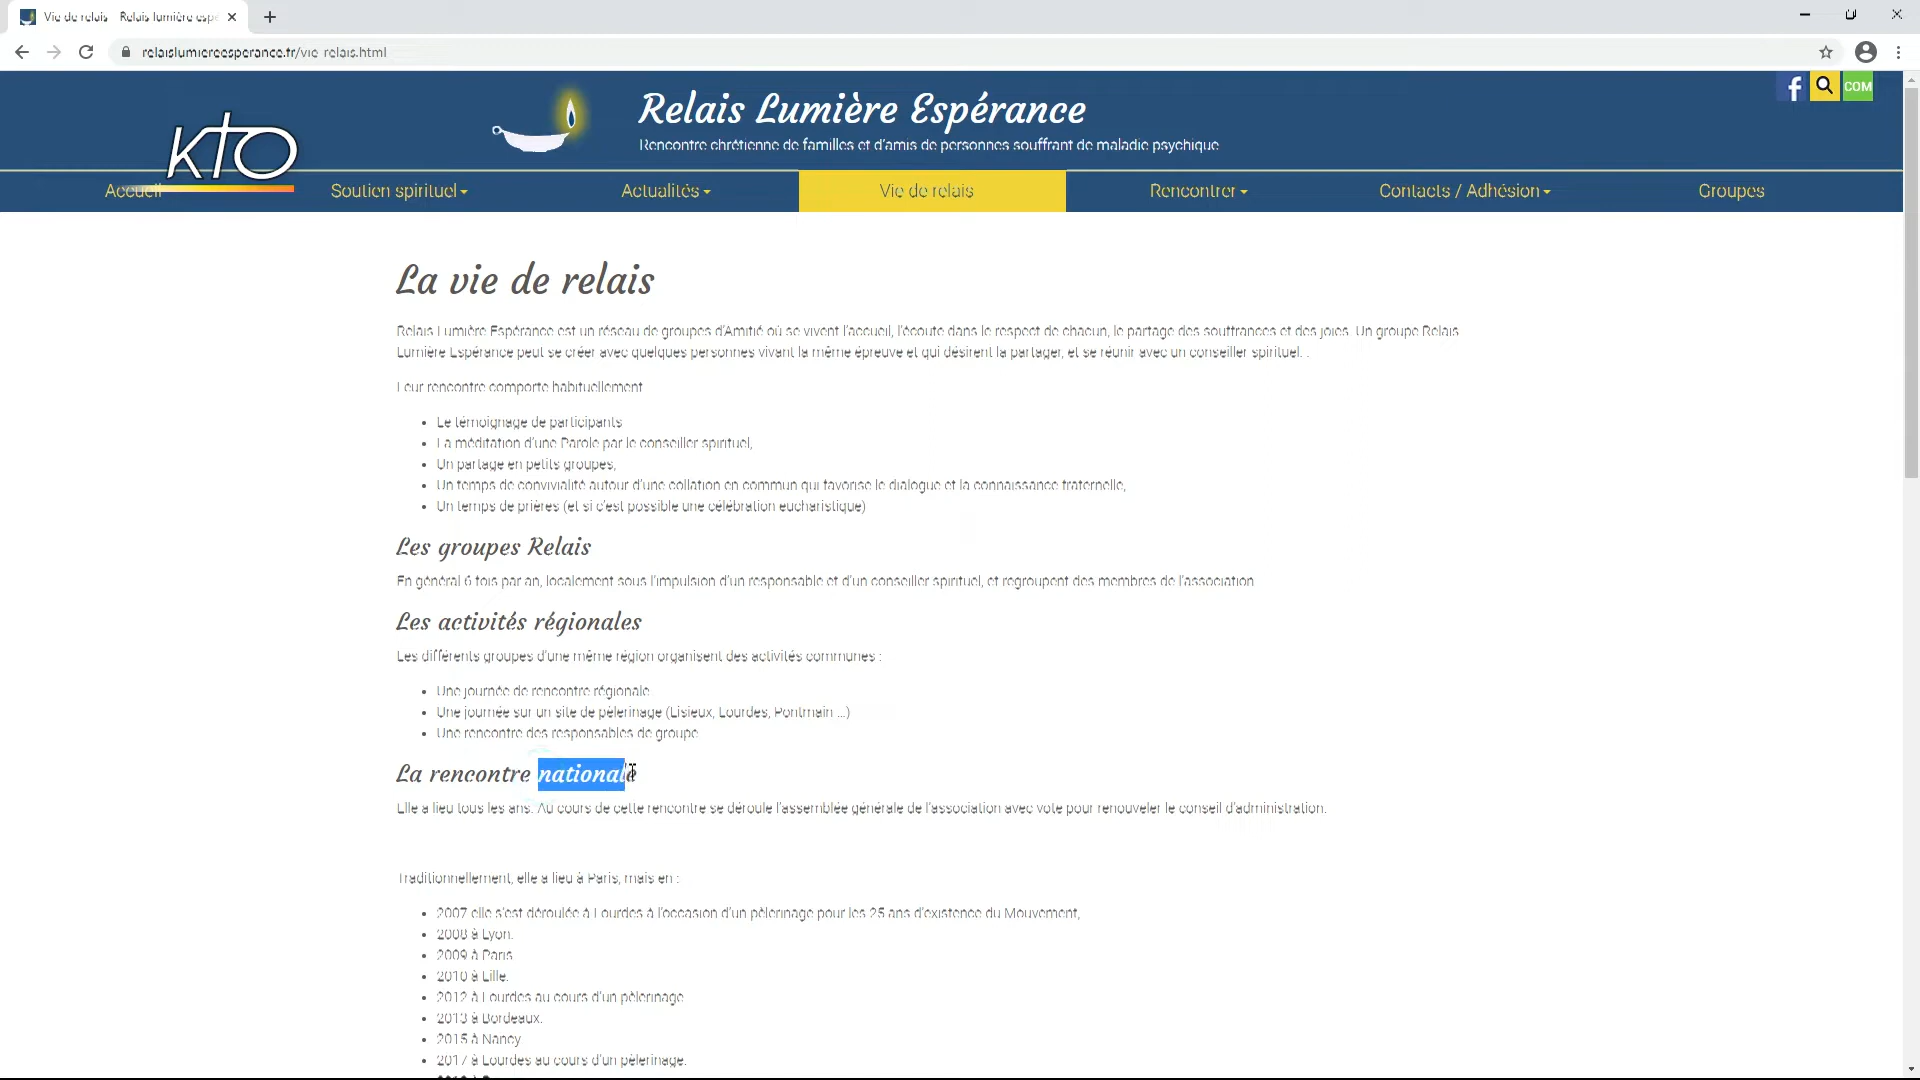 Vie de relais - Relais lumière espe
relaislumiereesperance.fr/vie-relais.html
f
COM
Relais Lumière Espérance
Rencontre chrétienne de familles et d'amis de personnes souffrant de maladie psychique
KTO
Accueil Soutien spirituel Actualités Vie de relais Rencontrer Contacts / Adhésion Groupes
La vie de relais
Relais Lumière Espérance est un réseau de groupes d'Amitié où se vivent l'accueil, l'écoute dans le respect de chacun, le partage des souffrances et des joies. Un groupe Relais
Lumière Espérance peut se créer avec quelques personnes vivant la même épreuve et qui désirent la partager, et se réunir avec un conseiller spirituel. .
Leur rencontre comporte habituellement
• Le témoignage de participants
• La méditation d'une Parole par le conseiller spirituel,
• Un partage en petits groupes,
• Un temps de convivialité autour d'une collation en commun qui favorise le dialogue et la connaissance fraternelle,
• Un temps de prières (et si c'est possible une célébration eucharistique)
Les groupes Relais
En général 6 fois par an, localement sous l'impulsion d'un responsable et d'un conseiller spirituel, et regroupent des membres de l'association
Les activités régionales
Les différents groupes d'une même région organisent des activités communes :
• Une journée de rencontre régionale
• Une journée sur un site de pèlerinage (Lisieux, Lourdes, Pontmain ...)
• Une rencontre des responsables de groupe
La rencontre nationale
Elle a lieu tous les ans. Au cours de cette rencontre se déroule l'assemblée générale de l'association avec vote pour renouveler le conseil d'administration.
Traditionnellement, elle a lieu à Paris, mais en :
• 2007 elle s'est déroulée à Lourdes à l'occasion d'un pèlerinage pour les 25 ans d'existence du Mouvement,
• 2008 à Lyon.
• 2009 à Paris
• 2010 à Lille.
• 2012 à Lourdes au cours d'un pèlerinage
• 2013 à Bordeaux.
• 2015 à Nancy
• 2017 à Lourdes au cours d'un pèlerinage.